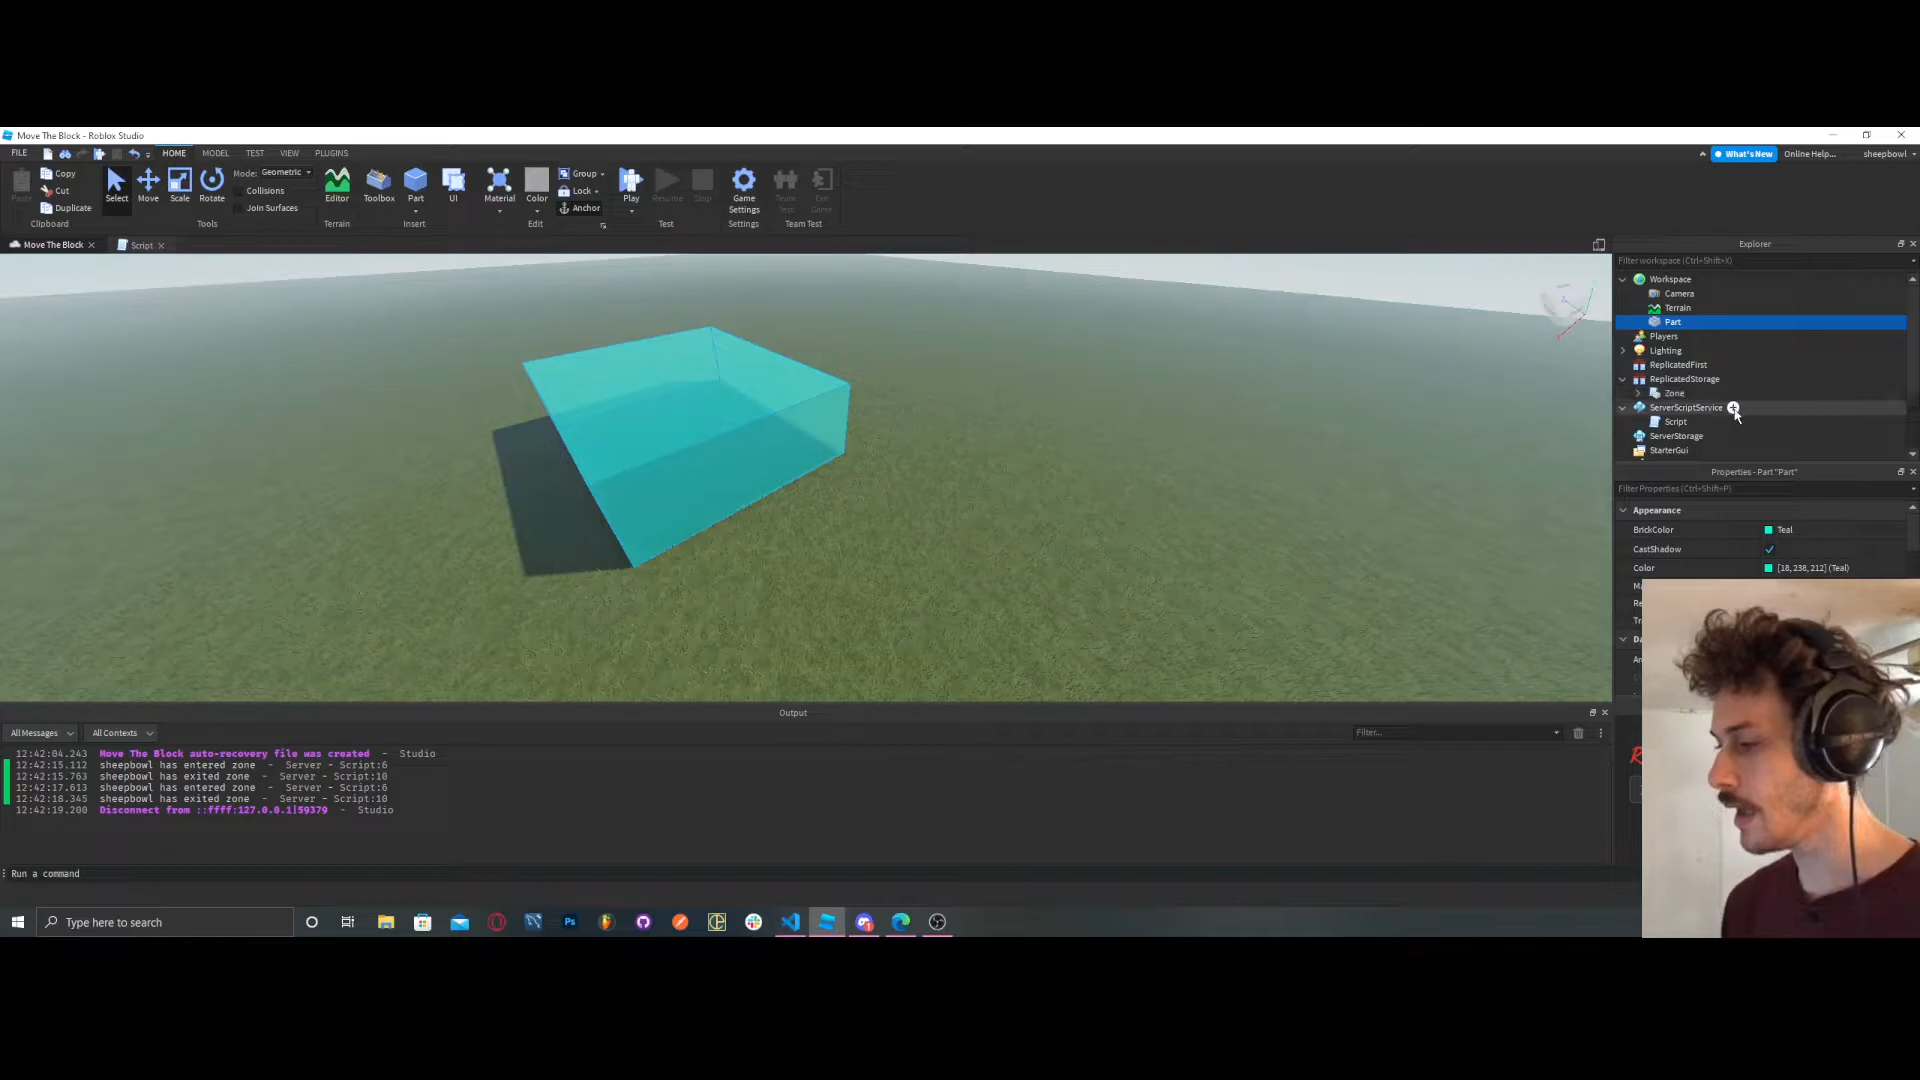 Move The Block - Roblox Studio
FILE HOME MODEL TEST VIEW PLUGINS What's New Online Help... sheepbowl
Paste Copy Cut Duplicate Clipboard
Select Move Scale Rotate Mode: Geometric Collisions Join Surfaces Tools
Editor Terrain
Toolbox Part UI Insert
Material Color Group Lock Anchor Edit
Play Resume Stop Test
Game Settings Settings
Team Test Exit Game Team Test
Move The Block Script
Explorer
Filter workspace (Ctrl+Shift+X)
Workspace
Camera
Terrain
Part
Players
Lighting
ReplicatedFirst
ReplicatedStorage
Zone
ServerScriptService
Script
ServerStorage
StarterGui
Properties - Part "Part"
Filter Properties (Ctrl+Shift+P)
Appearance
BrickColor Teal
CastShadow
Color [18, 238, 212] (Teal)
Output
All Messages All Contexts Filter...
12:42:04.243 Move The Block auto-recovery file was created - Studio
12:42:15.112 sheepbowl has entered zone - Server - Script:6
12:42:15.763 sheepbowl has exited zone - Server - Script:10
12:42:17.613 sheepbowl has entered zone - Server - Script:6
12:42:18.345 sheepbowl has exited zone - Server - Script:10
12:42:19.200 Disconnect from ::ffff:127.0.0.1|59379 - Studio
Run a command
Type here to search